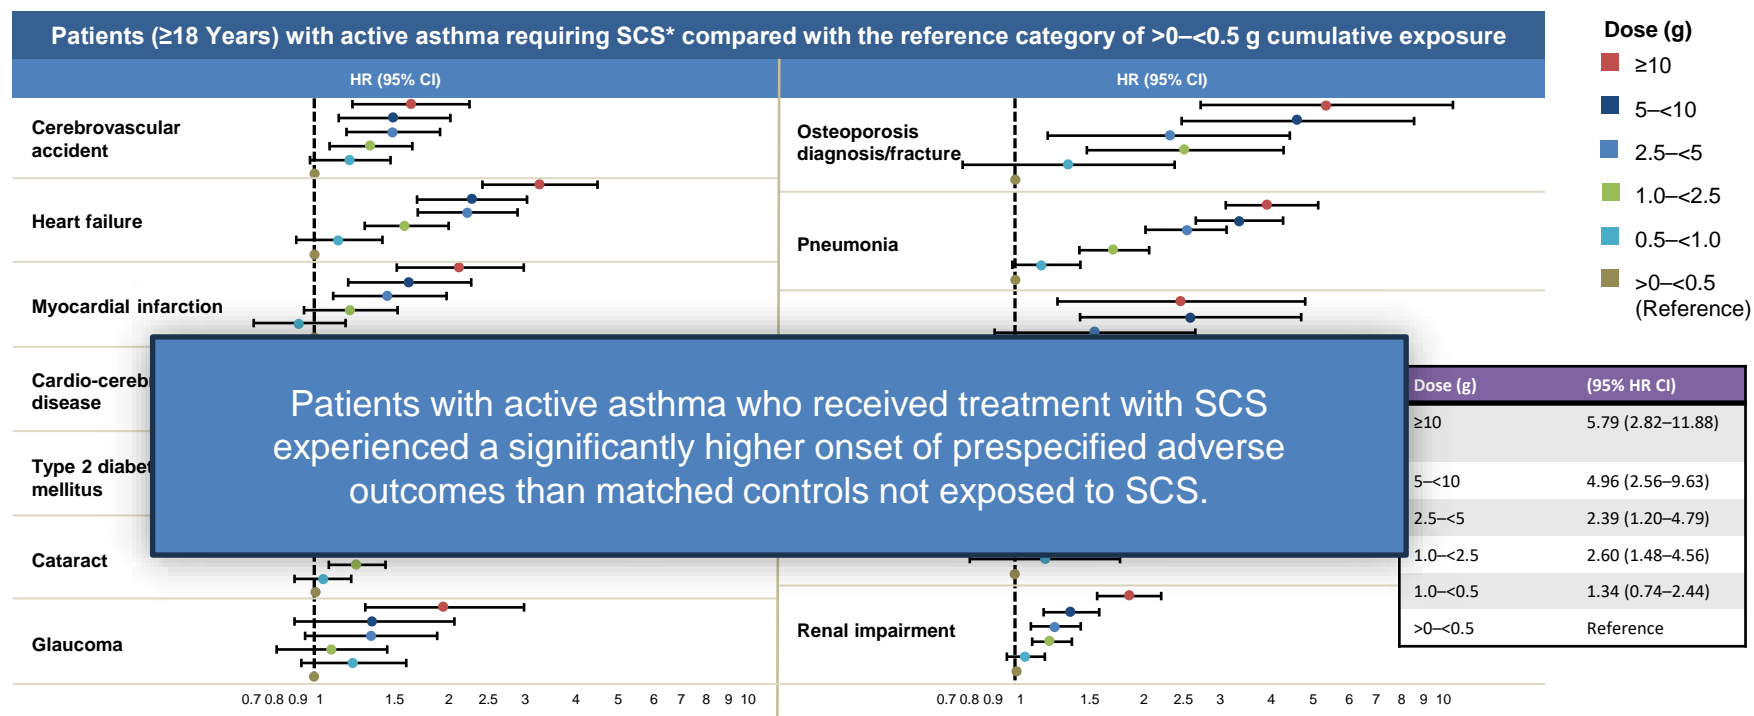 Patients (≥18 Years) with active asthma requiring SCS* compared with the reference category of >0–<0.5 g cumulative exposure
HR (95% CI)
HR (95% CI)
Cerebrovascular
accident
Heart failure
Myocardial infarction
Cardio-cereb
disease
Type 2 diabet
mellitus
Cataract
Glaucoma
0.7 0.8 0.9 1 1.5 2 2.5 3 4 5 6 7 8 9 10
Osteoporosis
diagnosis/fracture
Pneumonia
Renal impairment
0.7 0.8 0.9 1 1.5 2 2.5 3 4 5 6 7 8 9 10
Patients with active asthma who received treatment with SCS
experienced a significantly higher onset of prespecified adverse
outcomes than matched controls not exposed to SCS.
Dose (g)
≥10
5–<10
2.5–<5
1.0–<2.5
0.5–<1.0
>0–<0.5
(Reference)
Dose (g) (95% HR CI)
≥10 5.79 (2.82–11.88)
5–<10 4.96 (2.56–9.63)
2.5–<5 2.39 (1.20–4.79)
1.0–<2.5 2.60 (1.48–4.56)
1.0–<0.5 1.34 (0.74–2.44)
>0–<0.5 Reference